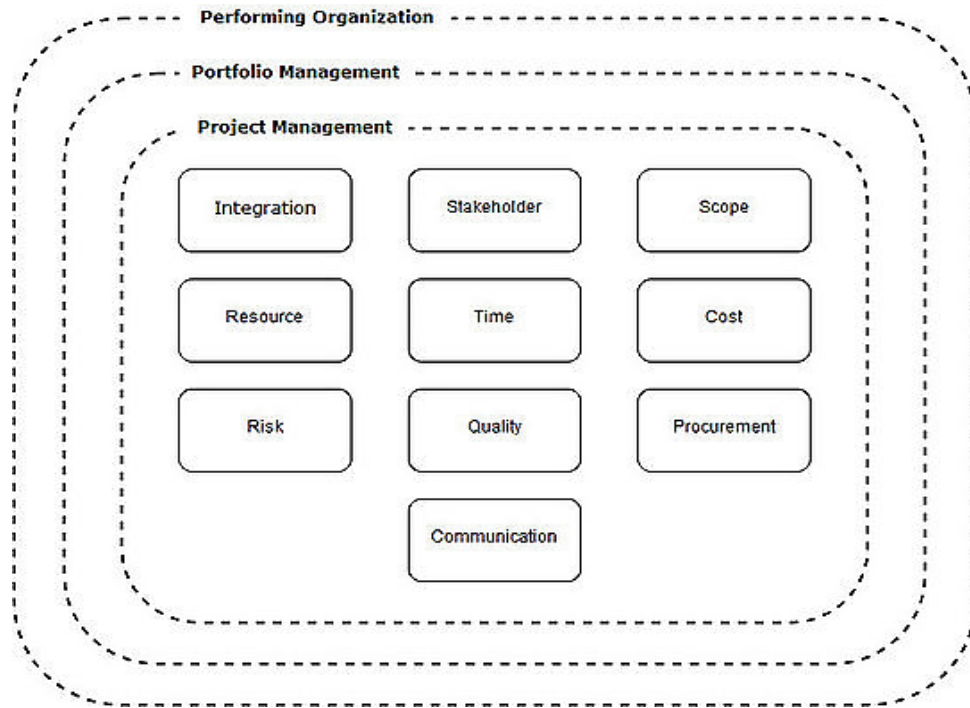 Performing Organization
Portfolio Management
Project Management
Integration
Stakeholder
Scope
Resource
Time
Cost
Risk
Quality
Procurement
Communication